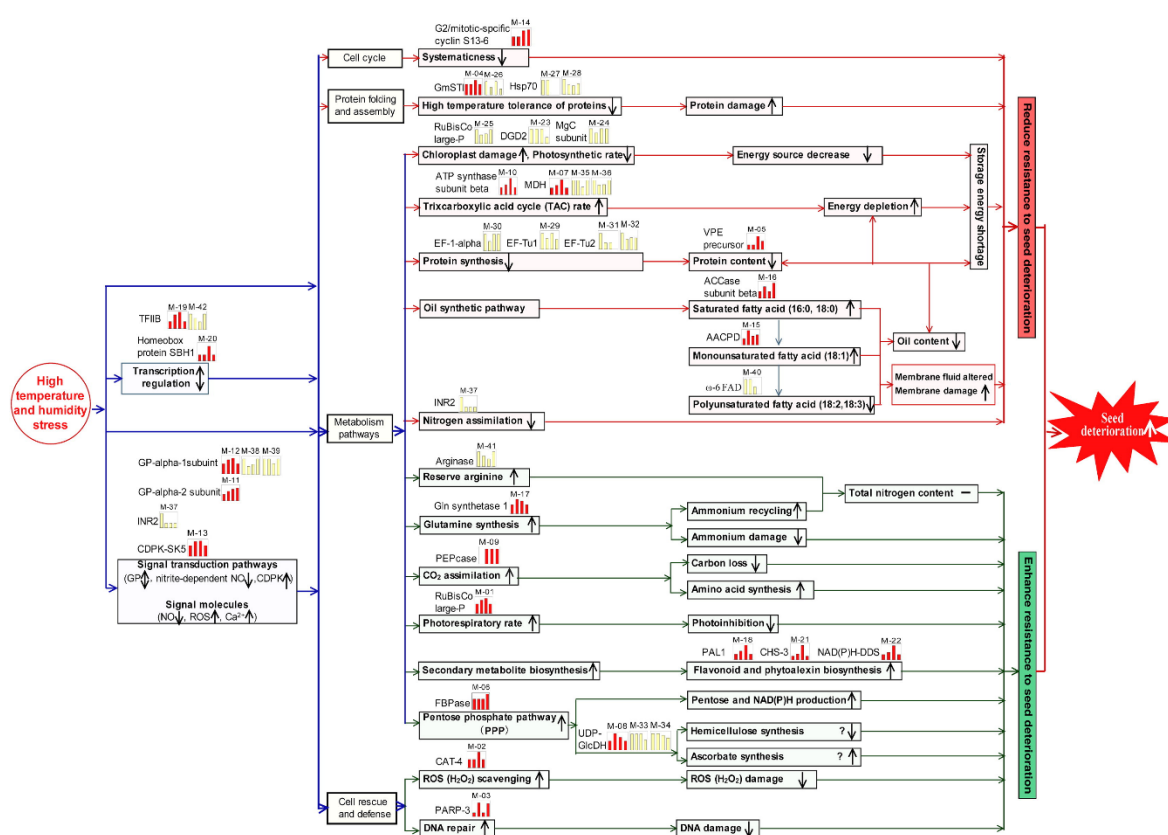 M-14
G2/mitotic-spcific
cyclin S13-6
Cell cycle
Systematicness
M-04 M-26 M-27 M-28
GmSTI Hsp70
Protein folding
and assembly
High temperature tolerance of proteins
Protein damage
RuBisCo
large-P
M-25
DGD2
M-23
MgC
subunit
M-24
Chloroplast damage, Photosynthetic rate
Energy source decrease
ATP synthase
subunit beta
M-10
MDH
M-07 M-35 M-36
Trixcarboxylic acid cycle (TAC) rate
Energy depletion
Storage energy shortage
EF-1-alpha
M-30
EF-Tu1
M-29
EF-Tu2
M-31 M-32
VPE
precursor
M-05
Protein synthesis
Protein content
ACCase
subunit beta
M-16
Oil synthetic pathway
Saturated fatty acid (16:0, 18:0)
AACPD
M-15
Oil content
Monounsaturated fatty acid (18:1)
ω-6 FAD
M-40
Membrane fluid altered
Membrane damage
Polyunsaturated fatty acid (18:2,18:3)
INR2
M-37
Nitrogen assimilation
Reduce resistance to seed deterioration
TFIIB
M-19 M-42
Homeobox
protein SBH1
M-20
Transcription
regulation
High
temperature
and humidity
stress
Metabolism
pathways
Seed
deterioration
GP-alpha-1subuint
M-12 M-38 M-39
GP-alpha-2 subunit
M-11
INR2
M-37
CDPK-SK5
M-13
Signal transduction pathways
(GP, nitrite-dependent NO, CDPK)
Signal molecules
(NO, ROS, Ca²⁺)
Arginase
M-41
Reserve arginine
Total nitrogen content –
Gln synthetase 1
M-17
Glutamine synthesis
Ammonium recycling
Ammonium damage
PEPcase
M-09
CO₂ assimilation
Carbon loss
Amino acid synthesis
RuBisCo
large-P
M-01
Photorespiratory rate
Photoinhibition
PAL1
M-18
CHS-3
M-21
NAD(P)H-DDS
M-22
Secondary metabolite biosynthesis
Flavonoid and phytoalexin biosynthesis
FBPase
M-06
Pentose phosphate pathway
(PPP)
Pentose and NAD(P)H production
UDP-
GlcDH
M-08 M-33 M-34
Hemicellulose synthesis ?
Ascorbate synthesis ?
CAT-4
M-02
ROS (H₂O₂) scavenging
ROS (H₂O₂) damage
Cell rescue
and defense
PARP-3
M-03
DNA repair
DNA damage
Enhance resistance to seed deterioration